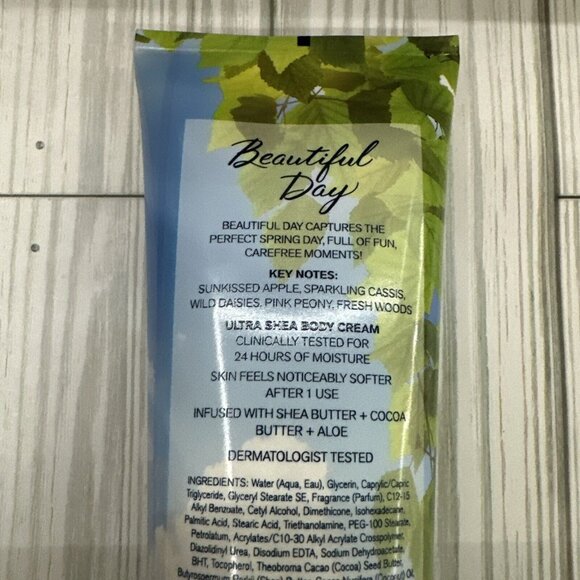 Beautiful
Day
BEAUTIFUL DAY CAPTURES THE
PERFECT SPRING DAY, FULL OF FUN,
CAREFREE MOMENTS!
KEY NOTES:
SUNKISSED APPLE, SPARKLING CASSIS,
WILD DAISIES, PINK PEONY, FRESH WOODS
ULTRA SHEA BODY CREAM
CLINICALLY TESTED FOR
24 HOURS OF MOISTURE
SKIN FEELS NOTICEABLY SOFTER
AFTER 1 USE
INFUSED WITH SHEA BUTTER + COCOA
BUTTER + ALOE
DERMATOLOGIST TESTED
INGREDIENTS: Water (Aqua, Eau), Glycerin, Caprylic/Capric
Triglyceride, Glyceryl Stearate SE, Fragrance (Parfum), C12-15
Alkyl Benzoate, Cetyl Alcohol, Dimethicone, Isohexadecane,
Palmitic Acid, Stearic Acid, Triethanolamine, PEG-100 Stearate,
Petrolatum, Acrylates/C10-30 Alkyl Acrylate Crosspolymer,
Diazolidinyl Urea, Disodium EDTA, Sodium Dehydroacetate,
BHT, Tocopherol, Theobroma Cacao (Cocoa) Seed Butter,